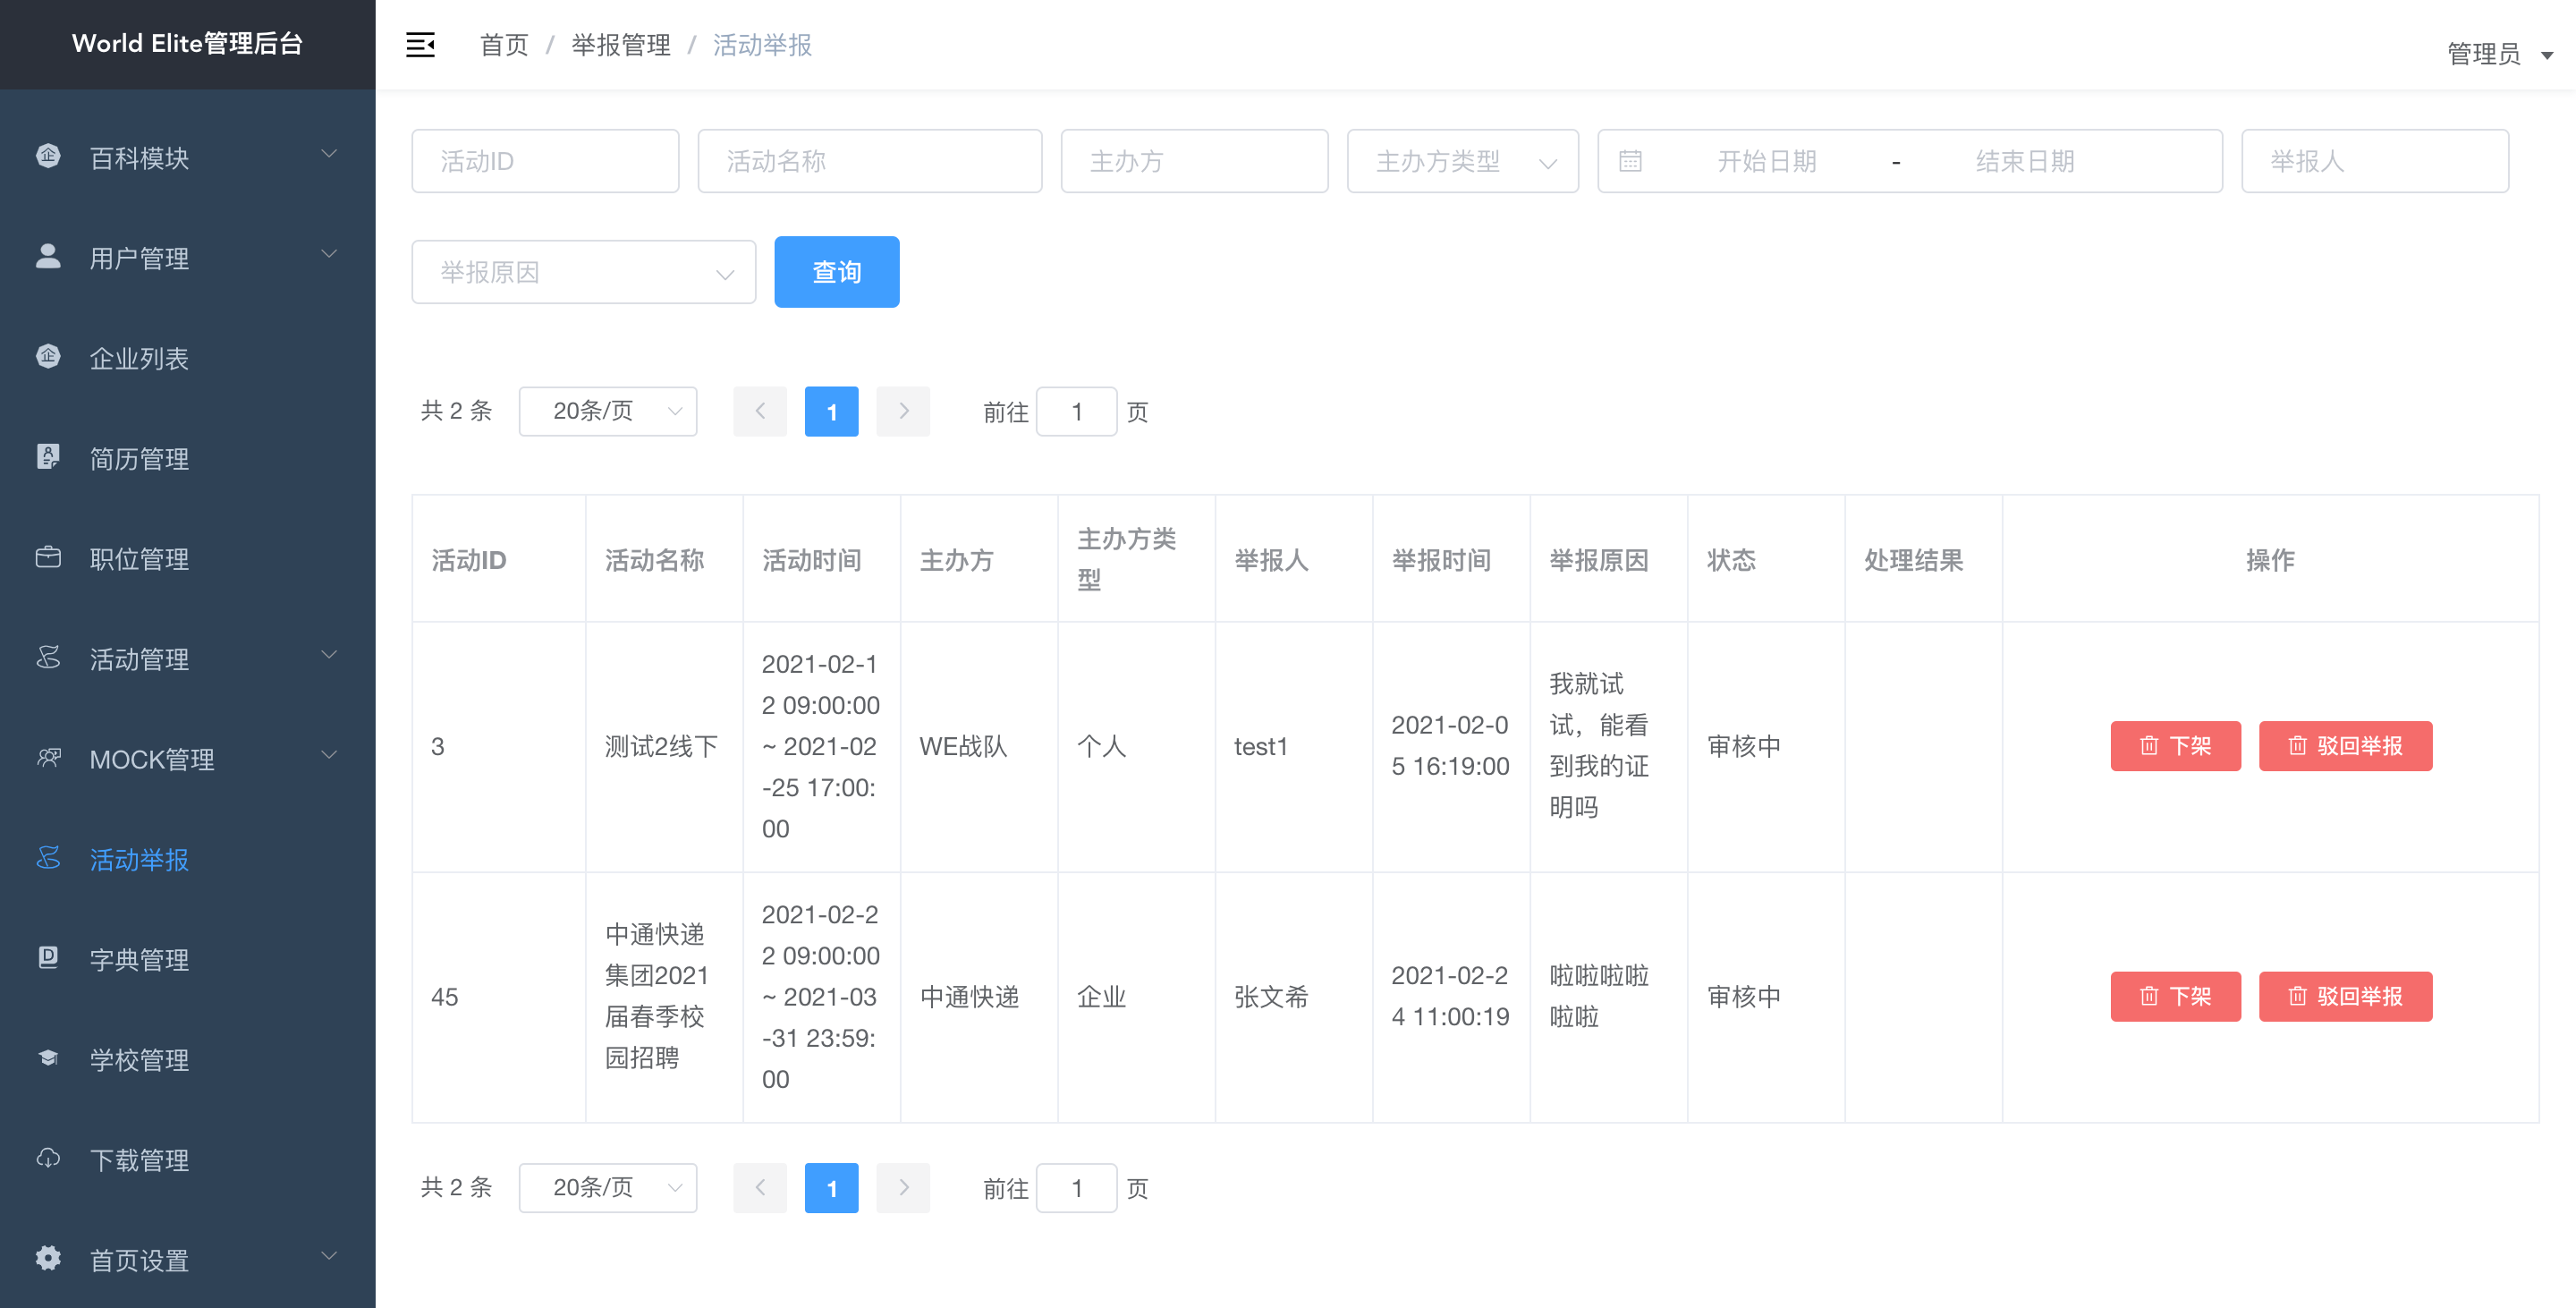 World Elite管理后台
首页 / 举报管理 / 活动举报
管理员
百科模块
用户管理
企业列表
简历管理
职位管理
活动管理
MOCK管理
活动举报
字典管理
学校管理
下载管理
首页设置
活动ID 活动名称 主办方 主办方类型 开始日期 - 结束日期 举报人
举报原因 查询
共 2 条 20条/页 1 前往 1 页
活动ID 活动名称 活动时间 主办方 主办方类
型 举报人 举报时间 举报原因 状态 处理结果 操作
3
测试2线下
2021-02-1
2 09:00:00
~ 2021-02
-25 17:00:
00
WE战队
个人
test1
2021-02-0
5 16:19:00
我就试
试，能看
到我的证
明吗
审核中
下架 驳回举报
45
中通快递
集团2021
届春季校
园招聘
2021-02-2
2 09:00:00
~ 2021-03
-31 23:59:
00
中通快递
企业
张文希
2021-02-2
4 11:00:19
啦啦啦啦
啦啦
审核中
下架 驳回举报
共 2 条 20条/页 1 前往 1 页